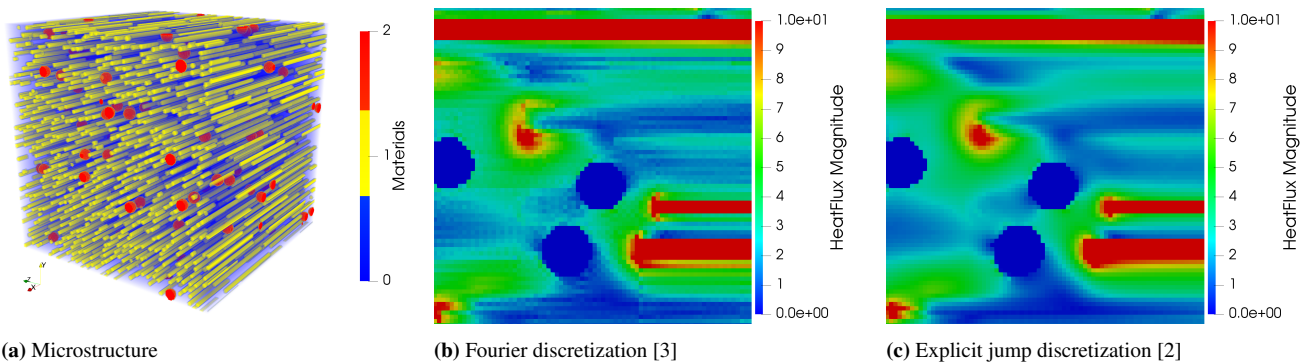 2
1
0
Materials
Y
Z
X
1.0e+01
9
8
7
6
5
4
3
2
1
0.0e+00
HeatFlux Magnitude
1.0e+01
9
8
7
6
5
4
3
2
1
0.0e+00
HeatFlux Magnitude
(a) Microstructure
(b) Fourier discretization [3]
(c) Explicit jump discretization [2]